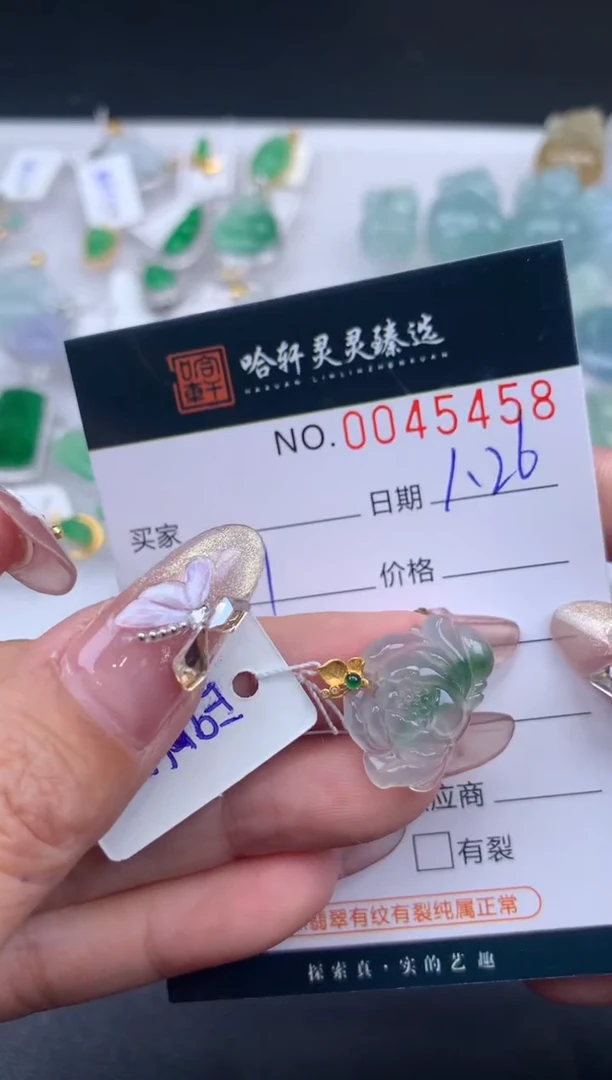 哈轩灵灵臻选
HAXUAN LINLINZHENXUAN
NO.0045458
买家
日期 1.26
价格
应商
有裂
翡翠有纹有裂纯属正常
探索真·实的艺趣